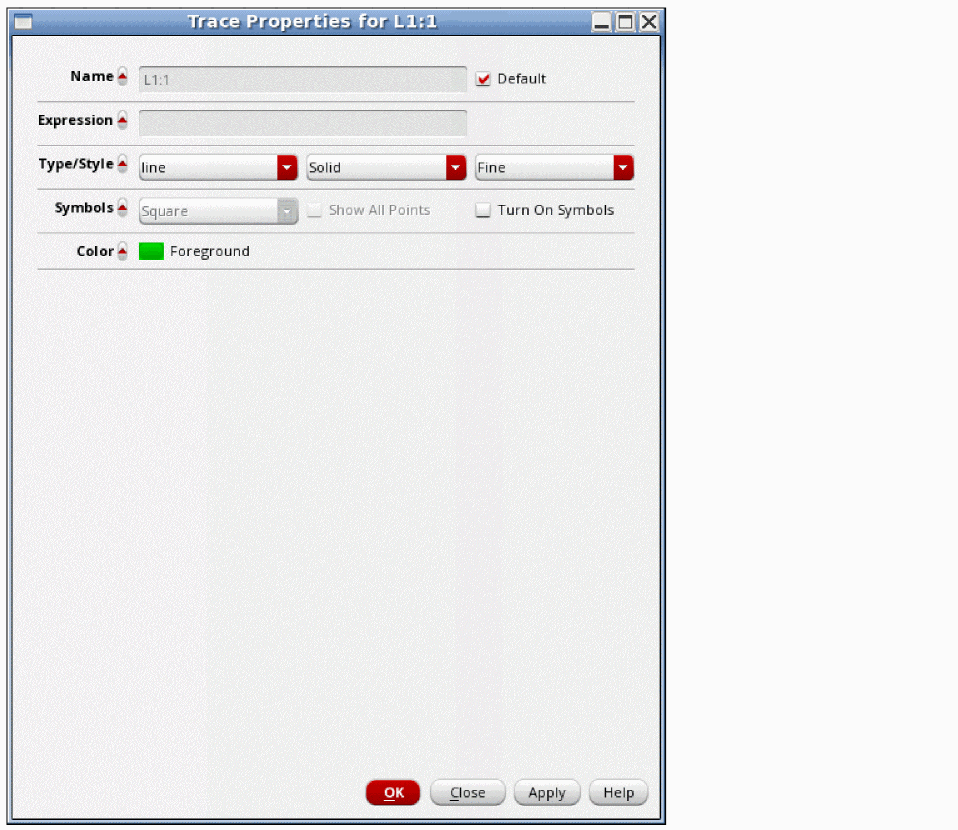 Trace Properties for L1:1
Name L1:1 Default
Expression
Type/Style line Solid Fine
Symbols Square Show All Points Turn On Symbols
Color Foreground
OK Close Apply Help